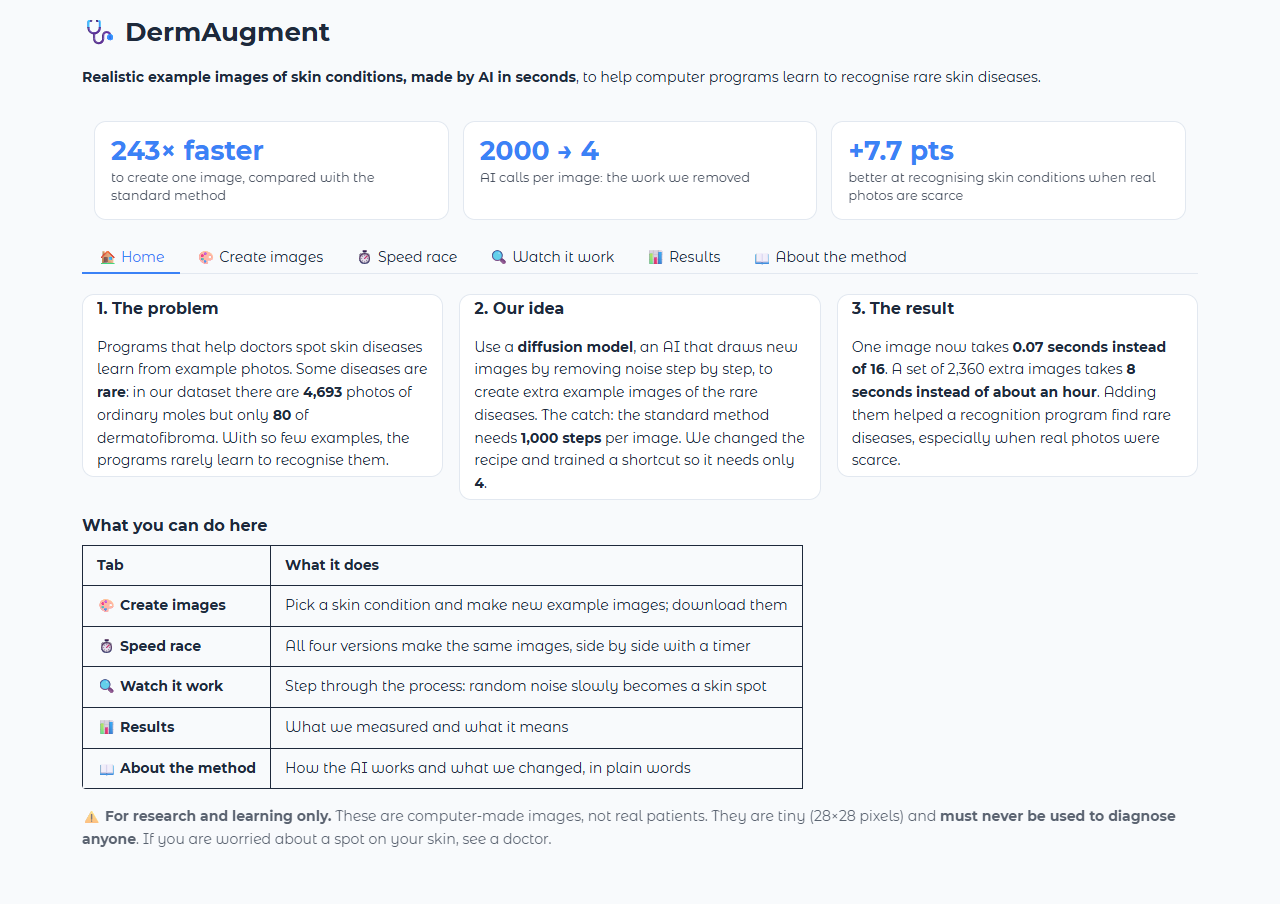 DermAugment
Realistic example images of skin conditions, made by AI in seconds, to help computer programs learn to recognise rare skin diseases.
243× faster
to create one image, compared with the
standard method
2000 → 4
AI calls per image: the work we removed
+7.7 pts
better at recognising skin conditions when real
photos are scarce
🏠 Home 🎨 Create images ⏱ Speed race 🔍 Watch it work 📊 Results 📖 About the method
1. The problem
Programs that help doctors spot skin diseases
learn from example photos. Some diseases are
rare: in our dataset there are 4,693 photos of
ordinary moles but only 80 of
dermatofibroma. With so few examples, the
programs rarely learn to recognise them.
2. Our idea
Use a diffusion model, an AI that draws new
images by removing noise step by step, to
create extra example images of the rare
diseases. The catch: the standard method
needs 1,000 steps per image. We changed the
recipe and trained a shortcut so it needs only
4.
3. The result
One image now takes 0.07 seconds instead
of 16. A set of 2,360 extra images takes 8
seconds instead of about an hour. Adding
them helped a recognition program find rare
diseases, especially when real photos were
scarce.
What you can do here
Tab What it does
🎨 Create images Pick a skin condition and make new example images; download them
⏱ Speed race All four versions make the same images, side by side with a timer
🔍 Watch it work Step through the process: random noise slowly becomes a skin spot
📊 Results What we measured and what it means
📖 About the method How the AI works and what we changed, in plain words
⚠️ For research and learning only. These are computer-made images, not real patients. They are tiny (28×28 pixels) and must never be used to diagnose
anyone. If you are worried about a spot on your skin, see a doctor.